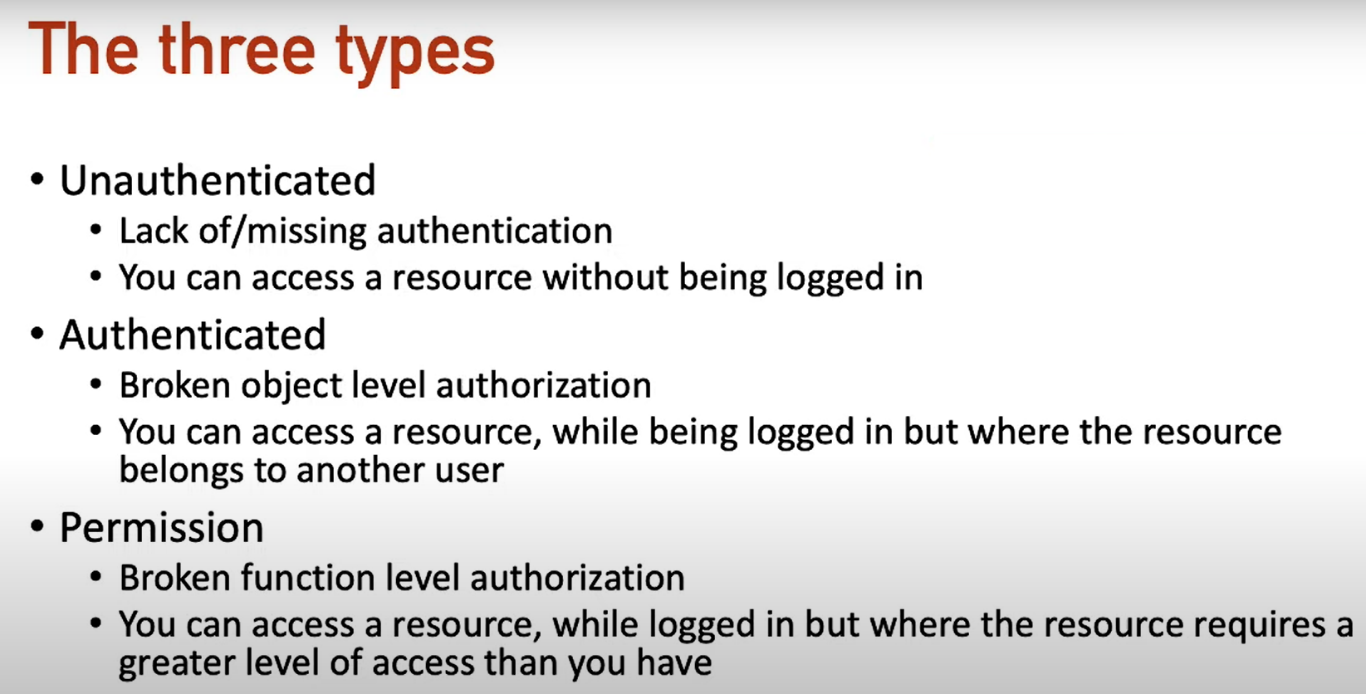 The three types
• Unauthenticated
• Lack of/missing authentication
• You can access a resource without being logged in
• Authenticated
• Broken object level authorization
• You can access a resource, while being logged in but where the resource
belongs to another user
• Permission
• Broken function level authorization
• You can access a resource, while logged in but where the resource requires a
greater level of access than you have